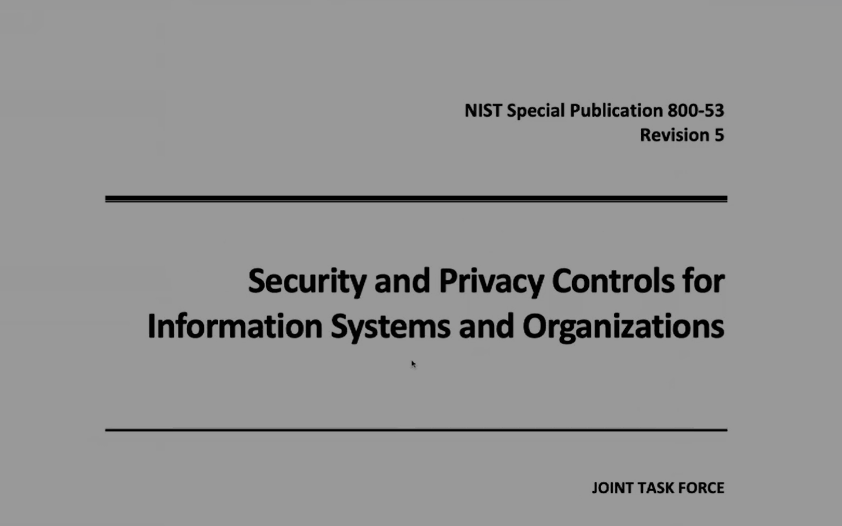 NIST Special Publication 800-53
Revision 5
Security and Privacy Controls for
Information Systems and Organizations
JOINT TASK FORCE